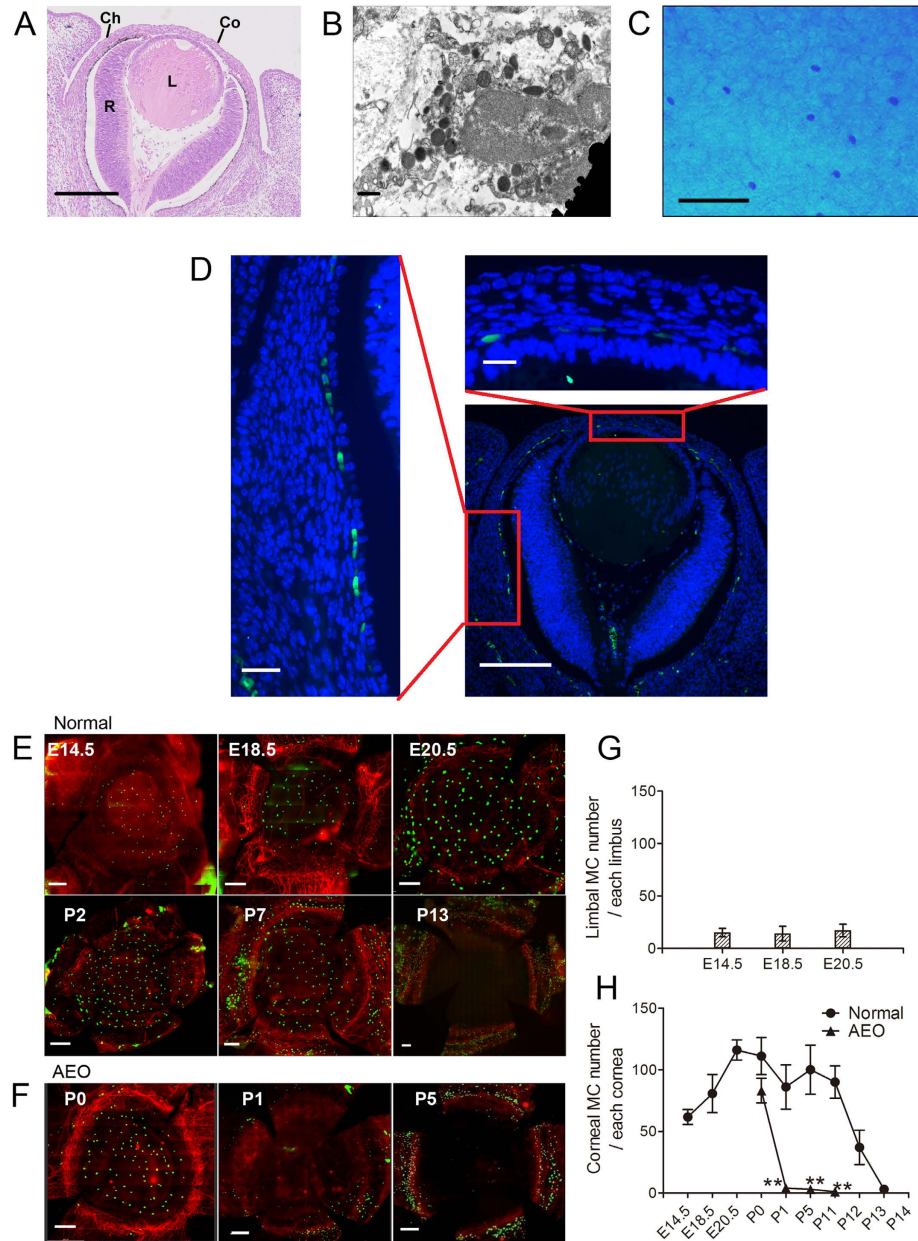 A
Ch
Co
L
R
B
C
D
E
Normal
E14.5
E18.5
E20.5
P2
P7
P13
AEO
F
P0
P1
P5
G
Limbal MC number
/ each limbus
150
100
50
0
E14.5
E18.5
E20.5
H
Corneal MC number
/ each cornea
150
100
50
0
Normal
AEO
**
**
**
E14.5
E18.5
E20.5
P0
P1
P5
P11
P12
P13
P14